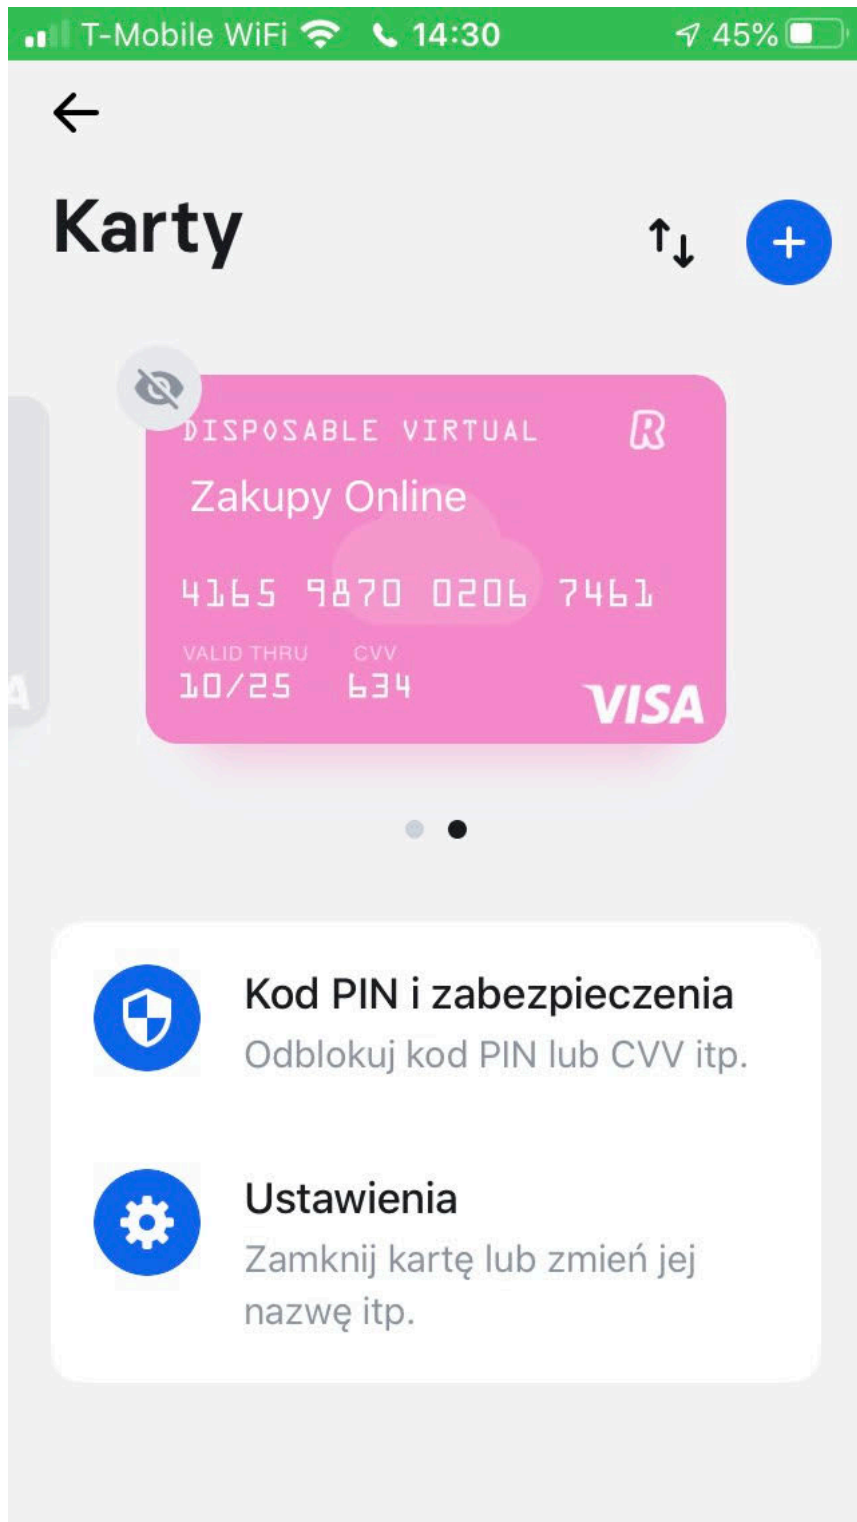 T-Mobile WiFi 14:30 45%
Karty
DISPOSABLE VIRTUAL R
Zakupy Online
4165 9870 0206 7461
VALID THRU CVV
10/25 634
VISA
A
Kod PIN i zabezpieczenia
Odblokuj kod PIN lub CVV itp.
Ustawienia
Zamknij kartę lub zmień jej
nazwę itp.